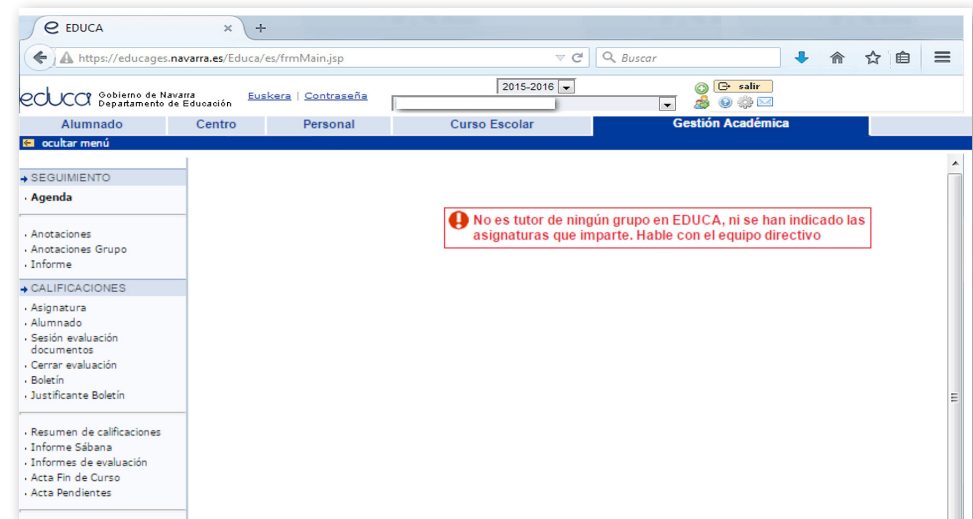 EDUCA
https://educages.navarra.es/Educa/es/frmMain.jsp
Buscar
educa Gobierno de Navarra
Departamento de Educación
Euskera | Contraseña
2015-2016
salir
Alumnado Centro Personal Curso Escolar Gestión Académica
ocultar menú
SEGUIMIENTO
Agenda
Anotaciones
Anotaciones Grupo
Informe
CALIFICACIONES
Asignatura
Alumnado
Sesión evaluación
documentos
Cerrar evaluación
Boletín
Justificante Boletín
Resumen de calificaciones
Informe Sábana
Informes de evaluación
Acta Fin de Curso
Acta Pendientes
No es tutor de ningún grupo en EDUCA, ni se han indicado las
asignaturas que imparte. Hable con el equipo directivo